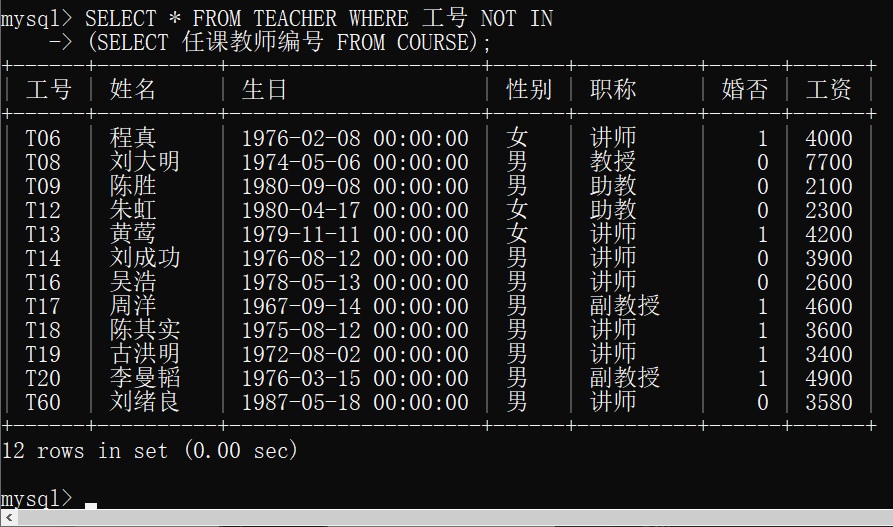 mysql> SELECT * FROM TEACHER WHERE 工号 NOT IN
-> (SELECT 任课教师编号 FROM COURSE);
+------+----------+---------------------+------+---------+------+------+
| 工号 | 姓名 | 生日 | 性别 | 职称 | 婚否 | 工资 |
+------+----------+---------------------+------+---------+------+------+
| T06 | 程真 | 1976-02-08 00:00:00 | 女 | 讲师 | 1 | 4000 |
| T08 | 刘大明 | 1974-05-06 00:00:00 | 男 | 教授 | 0 | 7700 |
| T09 | 陈胜 | 1980-09-08 00:00:00 | 男 | 助教 | 0 | 2100 |
| T12 | 朱虹 | 1980-04-17 00:00:00 | 女 | 助教 | 0 | 2300 |
| T13 | 黄莺 | 1979-11-11 00:00:00 | 女 | 讲师 | 1 | 4200 |
| T14 | 刘成功 | 1976-08-12 00:00:00 | 男 | 讲师 | 0 | 3900 |
| T16 | 吴浩 | 1978-05-13 00:00:00 | 男 | 讲师 | 0 | 2600 |
| T17 | 周洋 | 1967-09-14 00:00:00 | 男 | 副教授 | 1 | 4600 |
| T18 | 陈其实 | 1975-08-12 00:00:00 | 男 | 讲师 | 1 | 3600 |
| T19 | 古洪明 | 1972-08-02 00:00:00 | 男 | 讲师 | 1 | 3400 |
| T20 | 李曼韬 | 1976-03-15 00:00:00 | 男 | 副教授 | 1 | 4900 |
| T60 | 刘绪良 | 1987-05-18 00:00:00 | 男 | 讲师 | 0 | 3580 |
+------+----------+---------------------+------+---------+------+------+
12 rows in set (0.00 sec)
mysql>